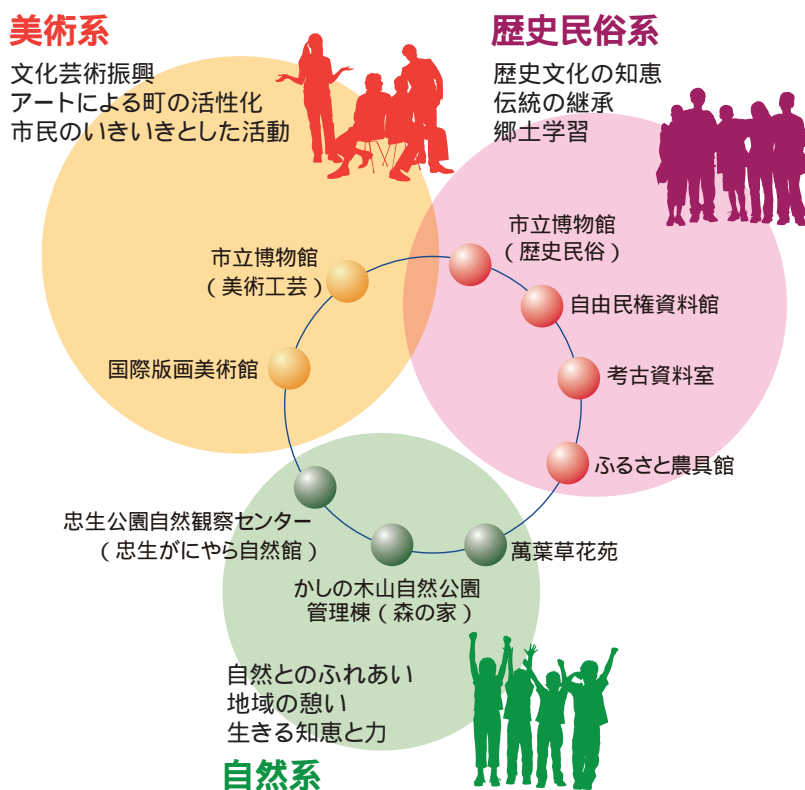 美術系
文化芸術振興
アートによる町の活性化
市民のいきいきとした活動
歴史民俗系
歴史文化の知恵
伝統の継承
郷土学習
市立博物館
（美術工芸）
国際版画美術館
市立博物館
（歴史民俗）
自由民権資料館
考古資料室
ふるさと農具館
忠生公園自然観察センター
（忠生がにやら自然館）
かしの木山自然公園
管理棟（森の家）
萬葉草花苑
自然とのふれあい
地域の憩い
生きる知恵と力
自然系